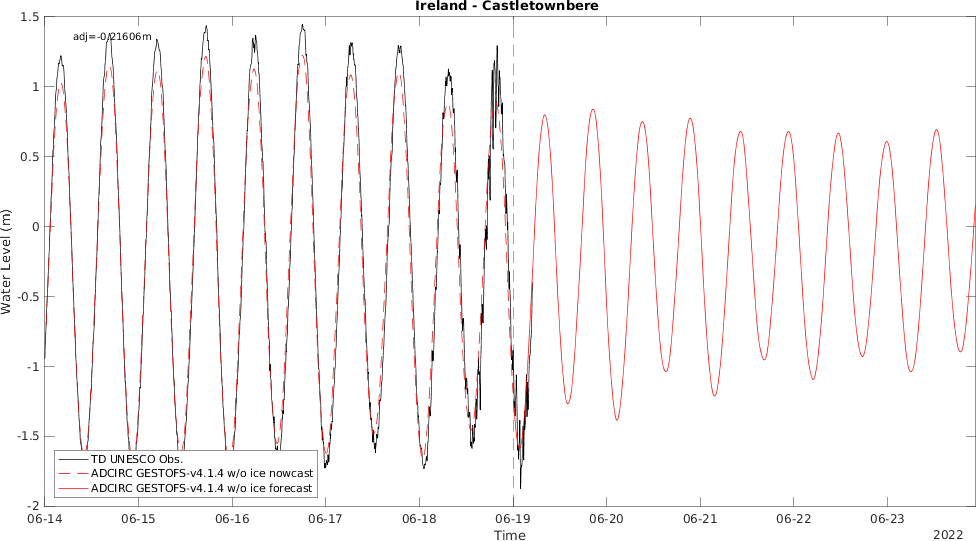 Ireland - Castletownbere
adj=-0.21606m
Water Level (m)
1.5
1
0.5
0
-0.5
-1
-1.5
-2
TD UNESCO Obs.
ADCIRC GESTOFS-v4.1.4 w/o ice nowcast
ADCIRC GESTOFS-v4.1.4 w/o ice forecast
06-14 06-15 06-16 06-17 06-18 06-19 06-20 06-21 06-22 06-23
Time
2022